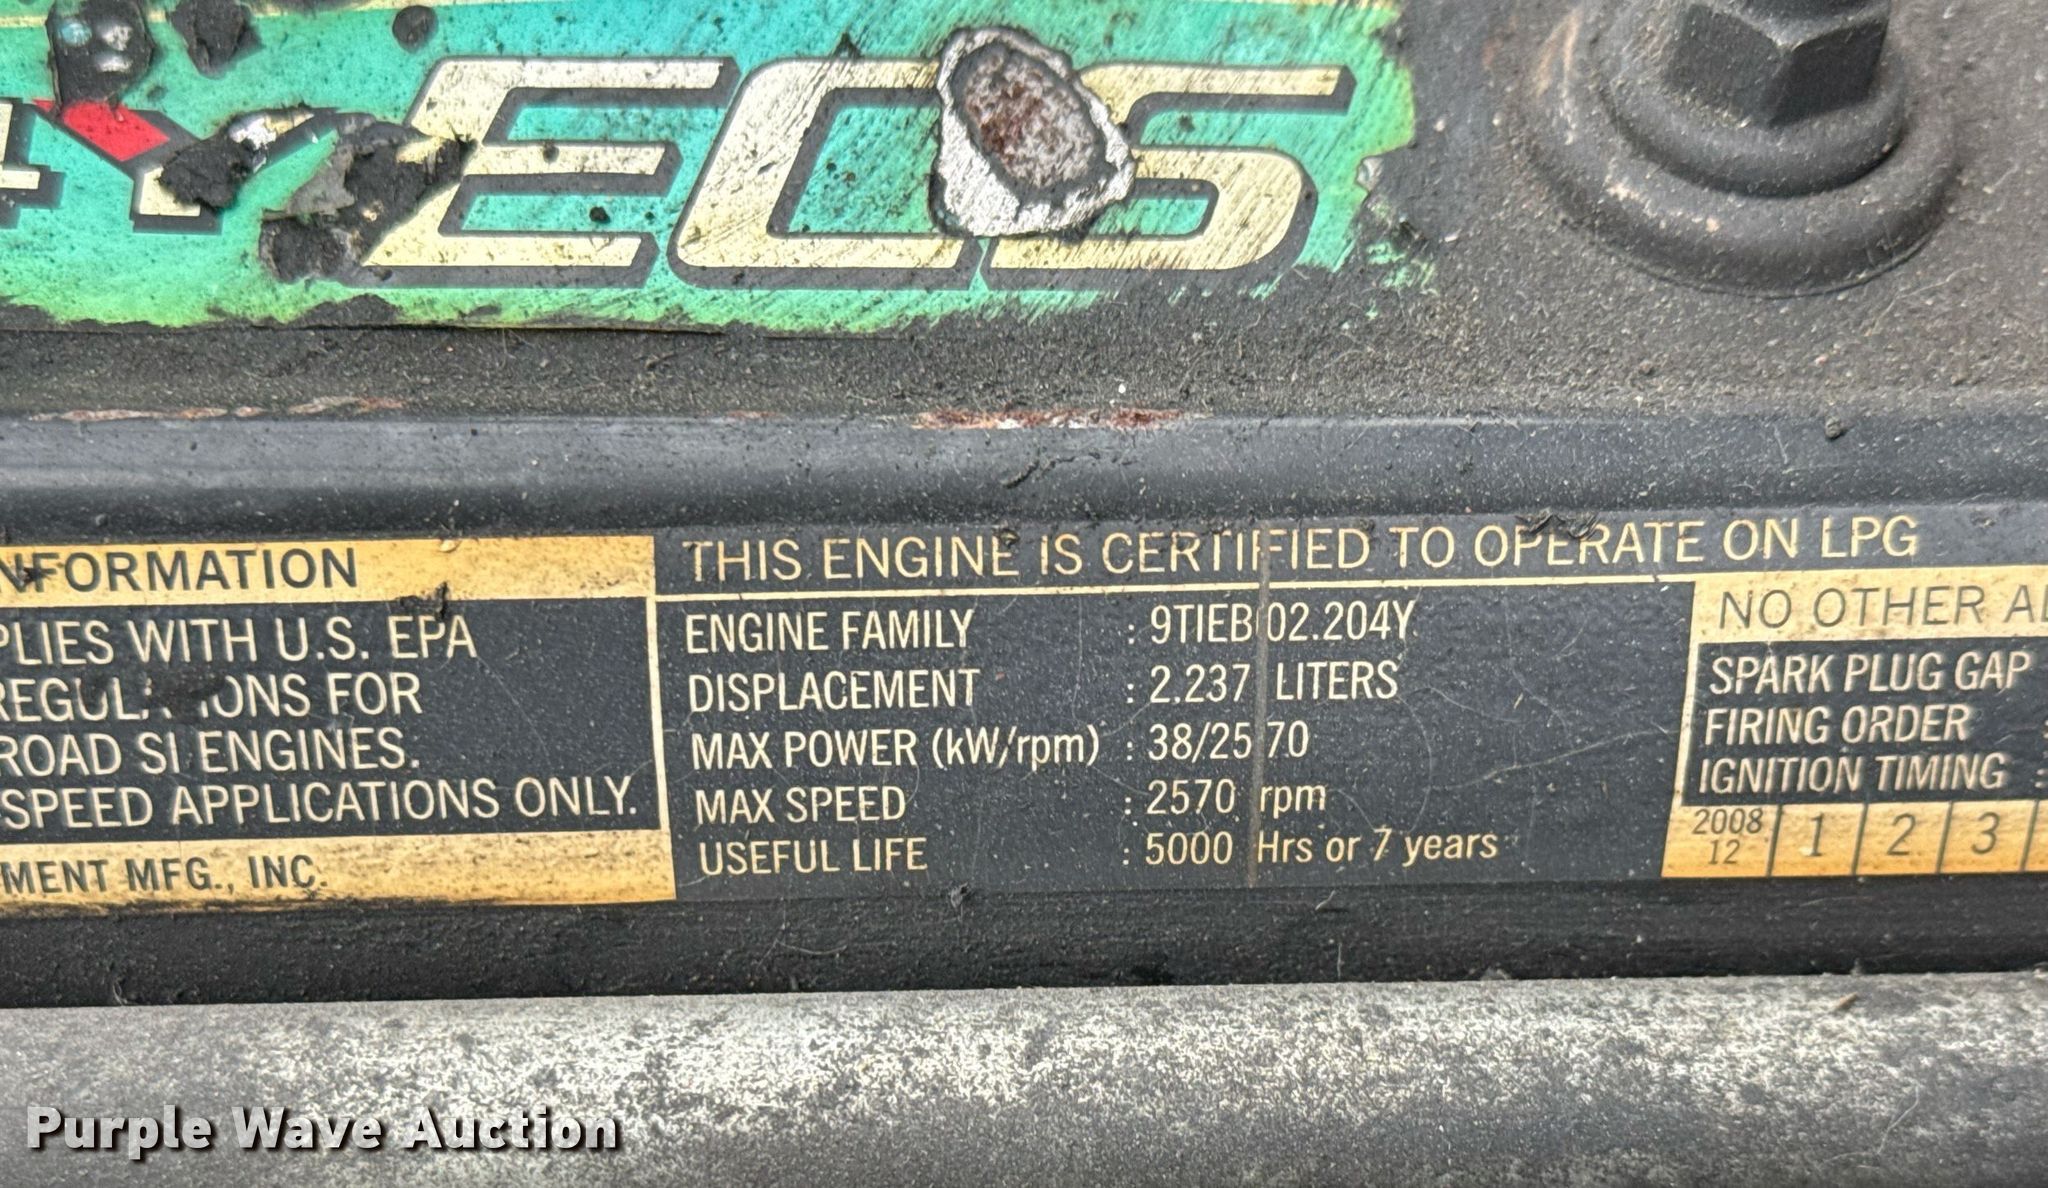 4Y ECS
NFORMATION
PLIES WITH U.S. EPA
FOR
ROAD SI ENGINES.
-SPEED APPLICATIONS ONLY.
MENT MFG., INC.
THIS ENGINE IS CERTIFIED TO OPERATE ON LPG
ENGINE FAMILY : 9TIEB02.204Y
DISPLACEMENT : 2.237 LITERS
MAX POWER (kW/rpm) : 38/2570
MAX SPEED : 2570 rpm
USEFUL LIFE : 5000 Hrs or 7 years
NO OTHER A
SPARK PLUG GAP
FIRING ORDER :
IGNITION TIMING :
2008 12 1 2 3
Purple Wave Auction